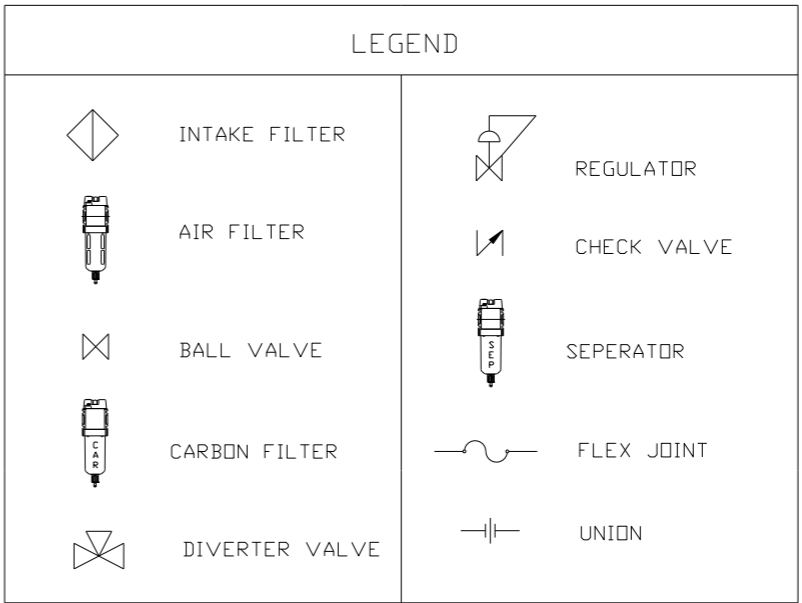 LEGEND
INTAKE FILTER
AIR FILTER
BALL VALVE
CAR
CARBON FILTER
DIVERTER VALVE
REGULATOR
CHECK VALVE
SEP
SEPERATOR
FLEX JOINT
UNION